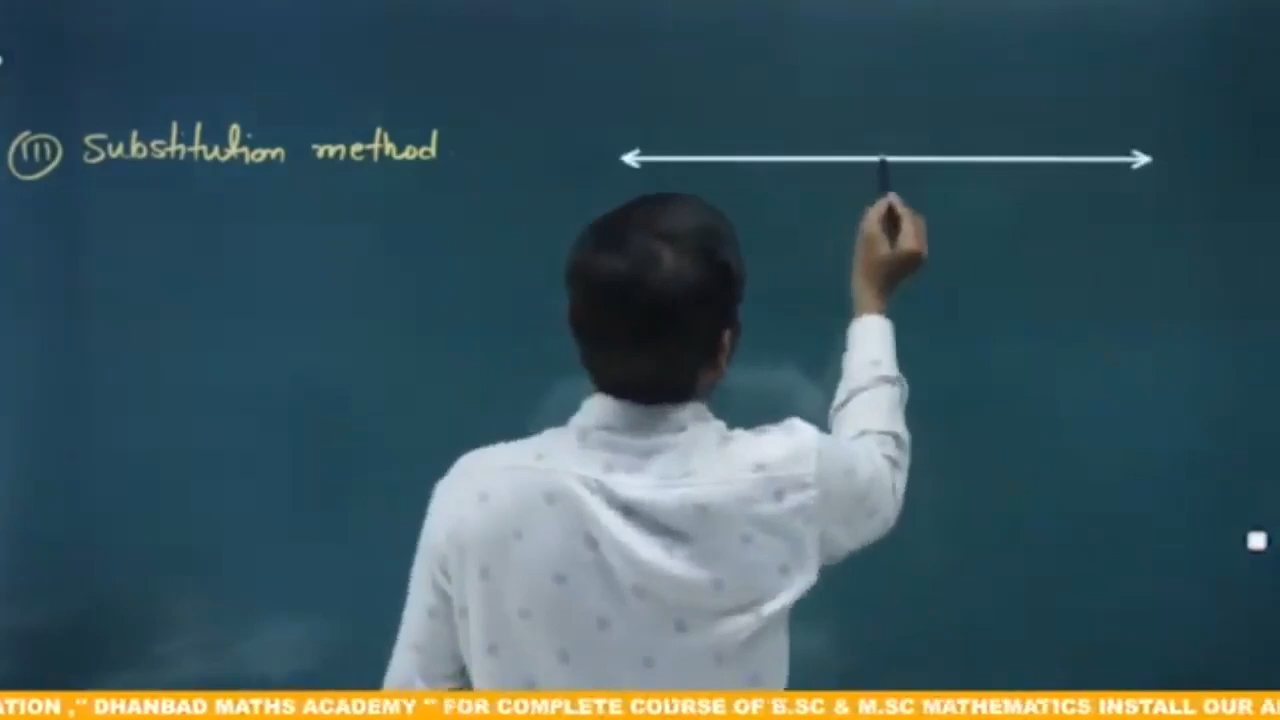 (III) Substitution method
ATION ," DHANBAD MATHS ACADEMY " FOR COMPLETE COURSE OF B.SC & M.SC MATHEMATICS INSTALL OUR A